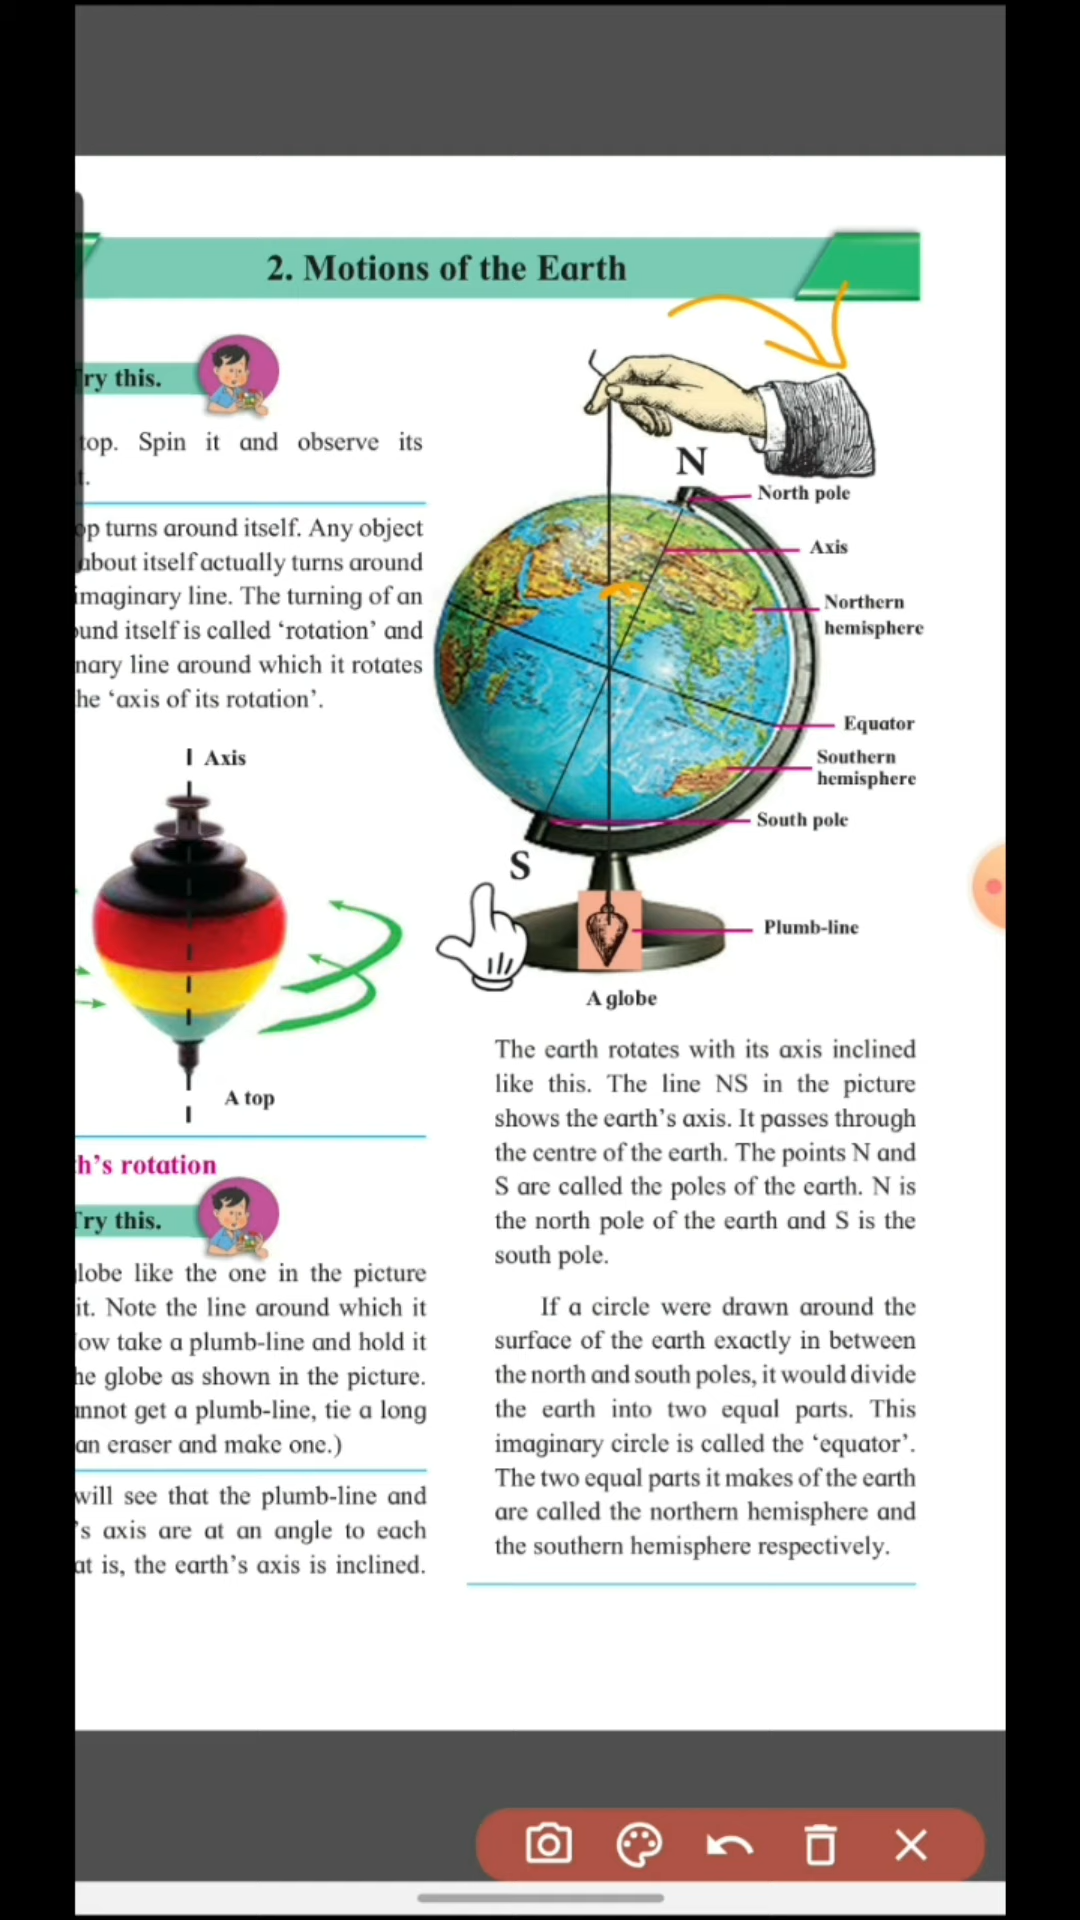 2. Motions of the Earth
ry this.
top. Spin it and observe its
t.
op turns around itself. Any object
about itself actually turns around
imaginary line. The turning of an
und itself is called ‘rotation’ and
nary line around which it rotates
he ‘axis of its rotation’.
Axis
A top
h’s rotation
Try this.
lobe like the one in the picture
it. Note the line around which it
ow take a plumb-line and hold it
he globe as shown in the picture.
nnot get a plumb-line, tie a long
an eraser and make one.)
will see that the plumb-line and
’s axis are at an angle to each
at is, the earth’s axis is inclined.
N
North pole
Axis
Northern
hemisphere
Equator
Southern
hemisphere
South pole
S
Plumb-line
A globe
The earth rotates with its axis inclined
like this. The line NS in the picture
shows the earth’s axis. It passes through
the centre of the earth. The points N and
S are called the poles of the earth. N is
the north pole of the earth and S is the
south pole.
If a circle were drawn around the
surface of the earth exactly in between
the north and south poles, it would divide
the earth into two equal parts. This
imaginary circle is called the ‘equator’.
The two equal parts it makes of the earth
are called the northern hemisphere and
the southern hemisphere respectively.